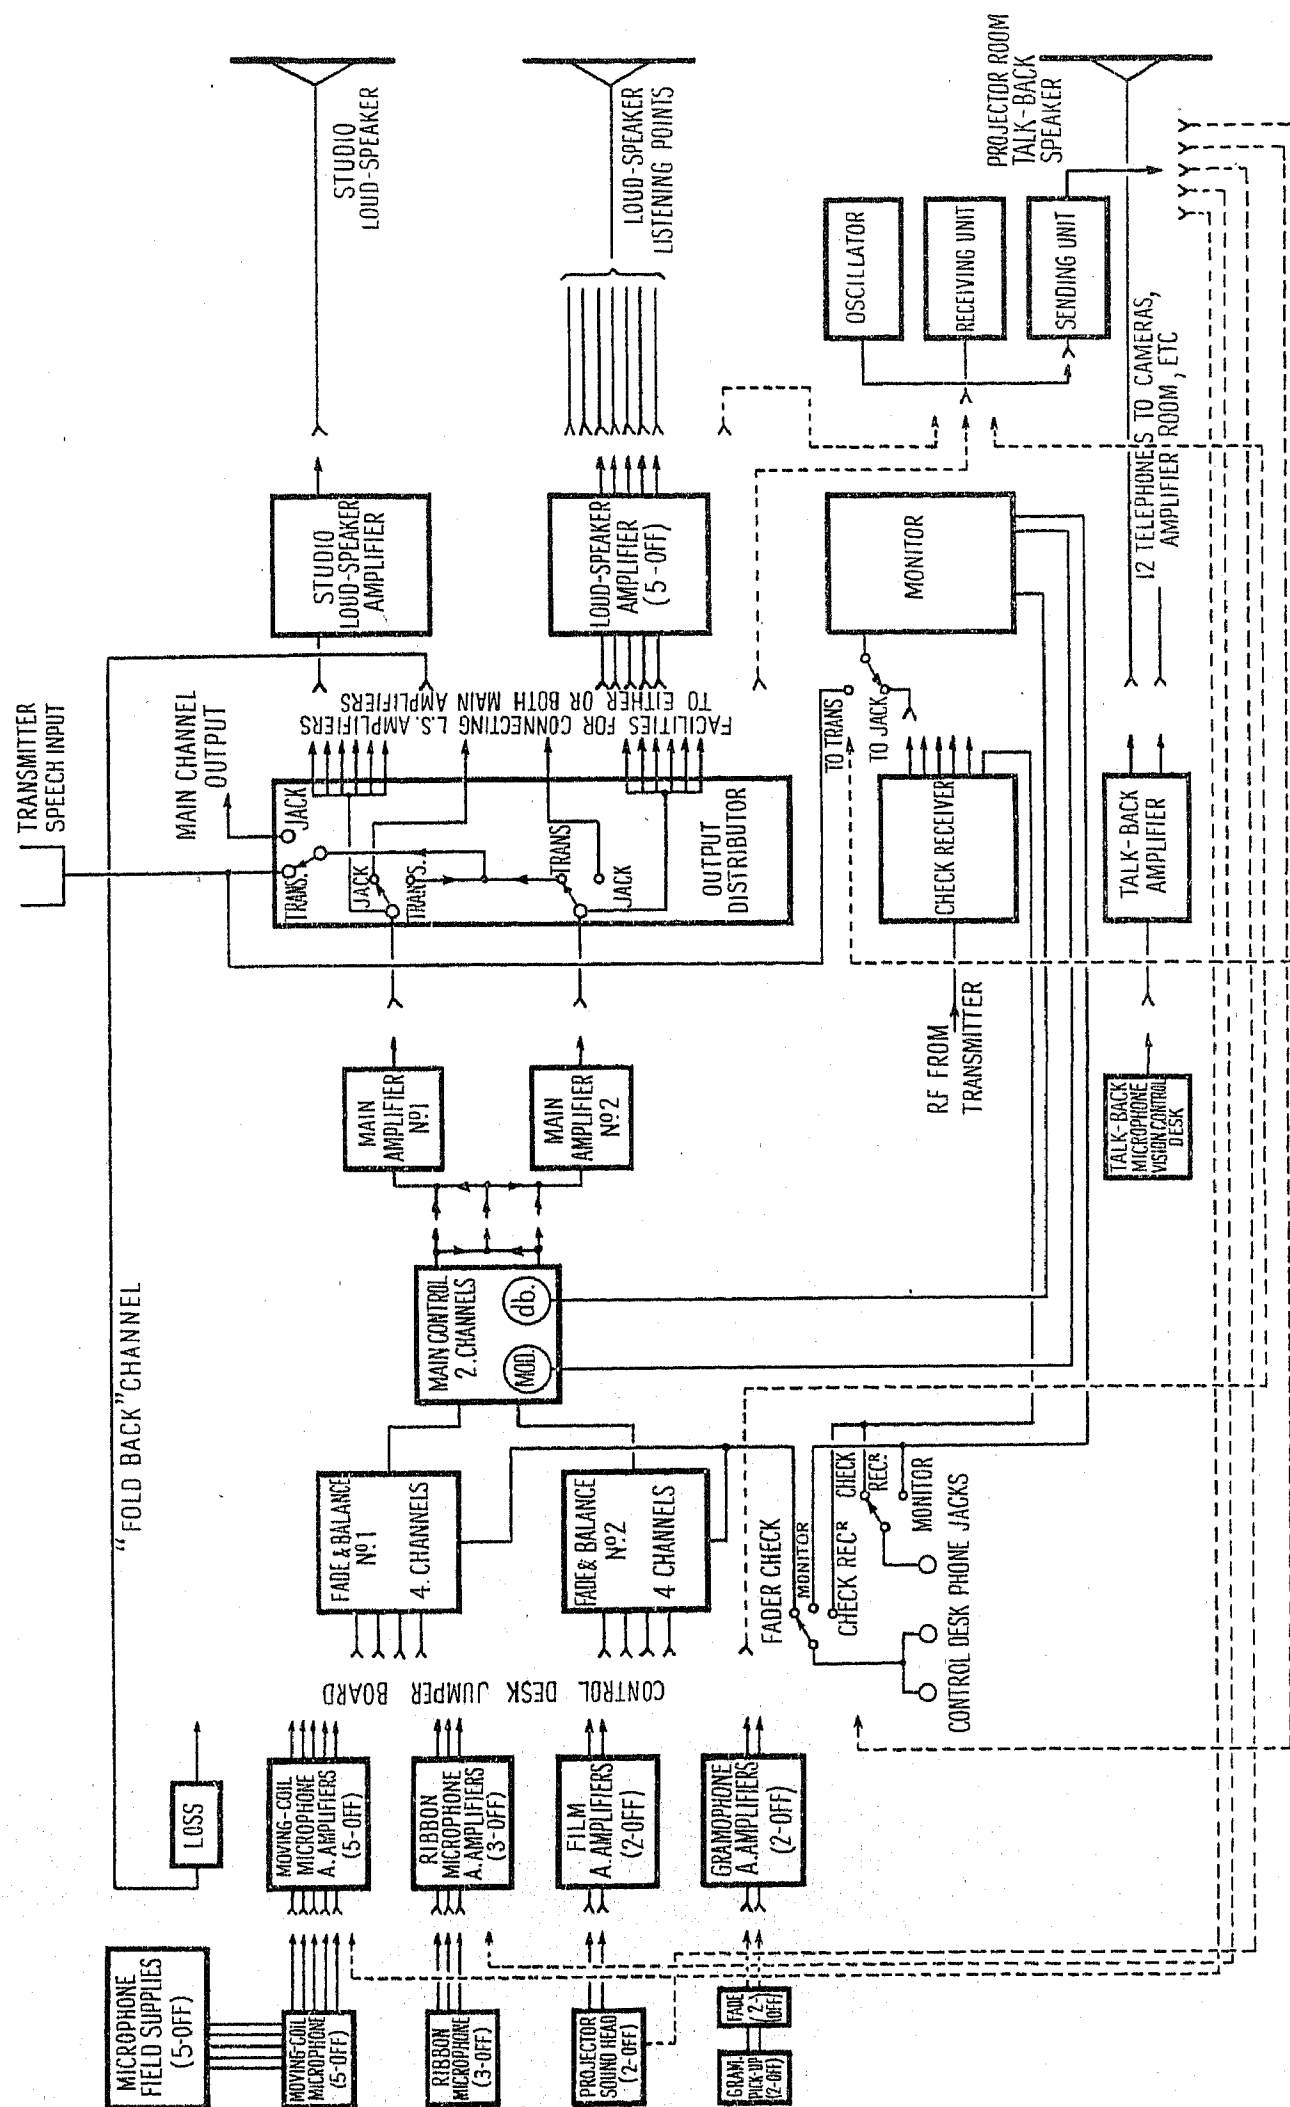 MICROPHONE
FIELD SUPPLIES
(5-OFF)
MOVING-COIL
MICROPHONE
(5-OFF)
RIBBON
MICROPHONE
(3-OFF)
PROJECTOR
SOUND HEAD
(2-OFF)
GRAM.
PICK-UP
(2-OFF)
FADE
(2-
OFF)
LOSS
MOVING-COIL
MICROPHONE
A. AMPLIFIERS
(5-OFF)
RIBBON
MICROPHONE
A. AMPLIFIERS
(3-OFF)
FILM
A. AMPLIFIERS
(2-OFF)
GRAMOPHONE
A. AMPLIFIERS
(2-OFF)
CONTROL DESK JUMPER BOARD
"FOLD BACK" CHANNEL
FADE & BALANCE
Nº1
4. CHANNELS
FADE & BALANCE
Nº2
4 CHANNELS
FADER CHECK
MONITOR
CHECK RECR
CHECK
RECR
MONITOR
CONTROL DESK PHONE JACKS
MAIN CONTROL
2. CHANNELS
MOD.
db.
MAIN
AMPLIFIER
Nº1
MAIN
AMPLIFIER
Nº2
TRANSMITTER
SPEECH INPUT
MAIN CHANNEL
OUTPUT
TRANS.
JACK
JACK
TRANS.
TRANS
JACK
OUTPUT
DISTRIBUTOR
FACILITIES FOR CONNECTING L.S. AMPLIFIERS
TO EITHER OR BOTH MAIN AMPLIFIERS
RF FROM
TRANSMITTER
CHECK RECEIVER
TO TRANS
TO JACK
MONITOR
TALK-BACK
MICROPHONE
VISION CONTROL
DESK
TALK-BACK
AMPLIFIER
STUDIO
LOUD-SPEAKER
AMPLIFIER
LOUD-SPEAKER
AMPLIFIER
(5-OFF)
STUDIO
LOUD-SPEAKER
LOUD-SPEAKER
LISTENING POINTS
OSCILLATOR
RECEIVING UNIT
SENDING UNIT
PROJECTOR ROOM
TALK-BACK
SPEAKER
12 TELEPHONES TO CAMERAS,
AMPLIFIER ROOM, ETC